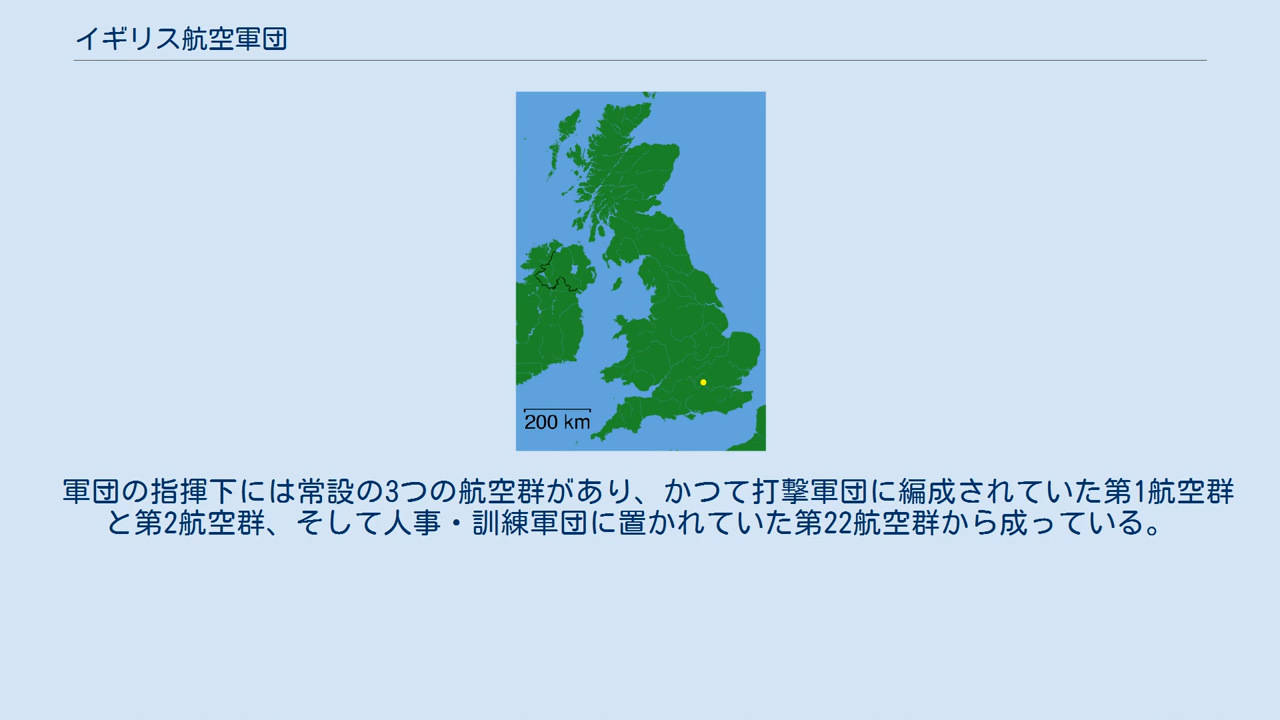 イギリス航空軍団
200 km
軍団の指揮下には常設の3つの航空群があり、かつて打撃軍団に編成されていた第1航空群
と第2航空群、そして人事・訓練軍団に置かれていた第22航空群から成っている。